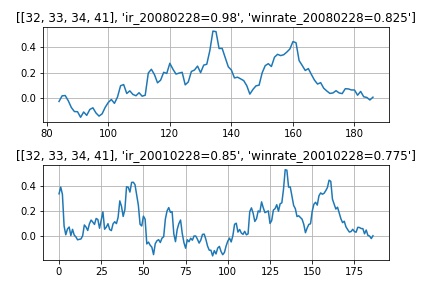 [[32, 33, 34, 41], 'ir_20080228=0.98', 'winrate_20080228=0.825']
0.4
0.2
0.0
80 100 120 140 160 180
[[32, 33, 34, 41], 'ir_20010228=0.85', 'winrate_20010228=0.775']
0.4
0.2
0.0
0 25 50 75 100 125 150 175